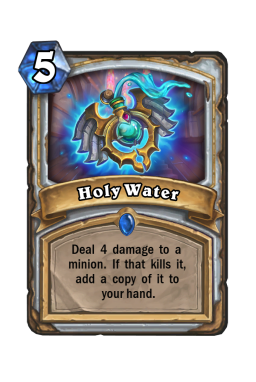 5
Holy Water
Deal 4 damage to a
minion. If that kills it,
add a copy of it to
your hand.